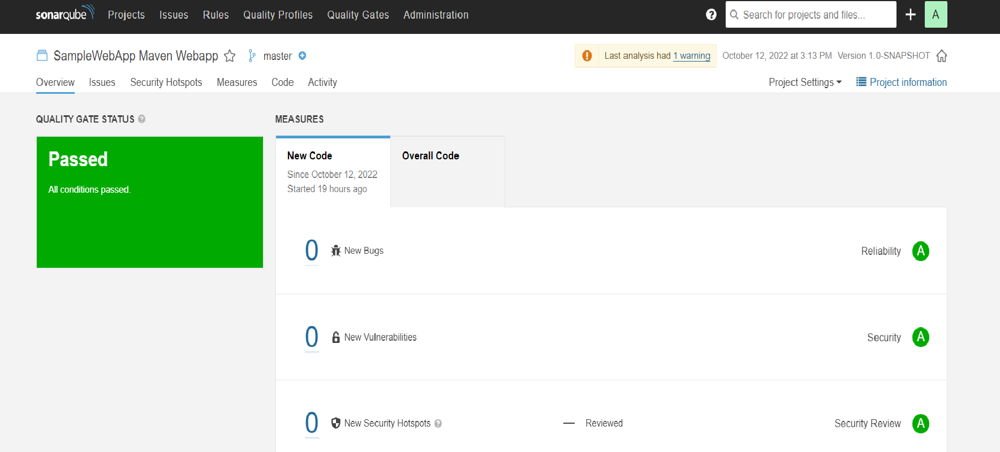 sonarqube Projects Issues Rules Quality Profiles Quality Gates Administration ? Search for projects and files... + A
SampleWebApp Maven Webapp master ! Last analysis had 1 warning October 12, 2022 at 3:13 PM Version 1.0-SNAPSHOT
Overview Issues Security Hotspots Measures Code Activity Project Settings Project information
QUALITY GATE STATUS ? MEASURES
Passed
All conditions passed.
New Code Overall Code
Since October 12, 2022
Started 19 hours ago
0 New Bugs Reliability A
0 New Vulnerabilities Security A
0 New Security Hotspots ? — Reviewed Security Review A